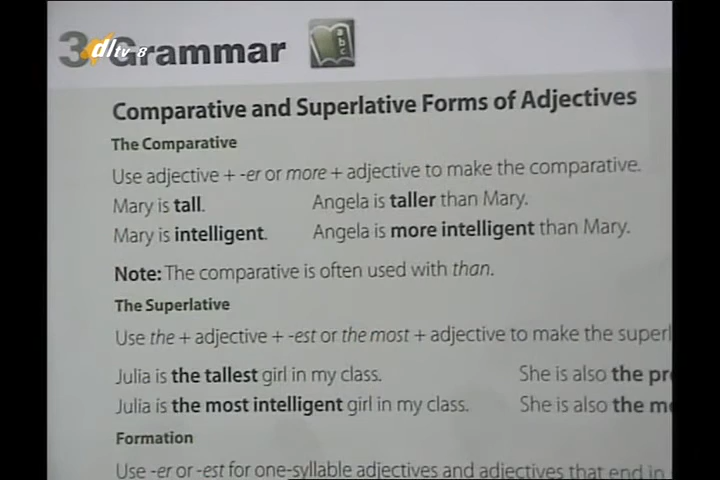 3 Grammar
dltv 8
abc
Comparative and Superlative Forms of Adjectives
The Comparative
Use adjective + -er or more + adjective to make the comparative.
Mary is tall. Angela is taller than Mary.
Mary is intelligent. Angela is more intelligent than Mary.
Note: The comparative is often used with than.
The Superlative
Use the + adjective + -est or the most + adjective to make the superl
Julia is the tallest girl in my class. She is also the pr
Julia is the most intelligent girl in my class. She is also the m
Formation
Use -er or -est for one-syllable adjectives and adjectives that end in